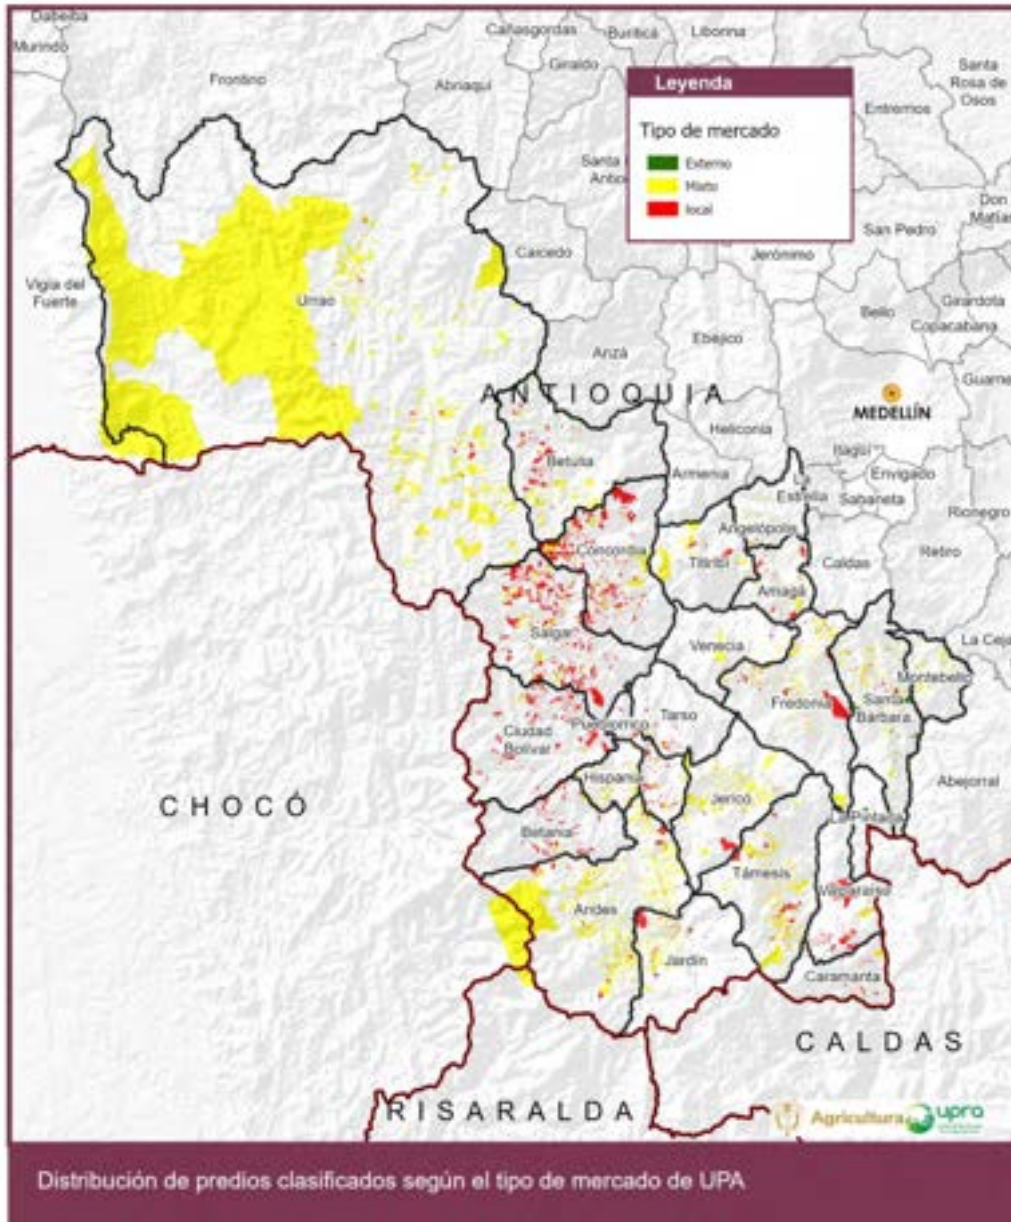 Dabeiba
Murindó
Frontino
Abriaquí
Cañasgordas
Buriticá
Giraldo
Liborina
Santa
Rosa de
Osos
Entrerríos
Leyenda
Tipo de mercado
Externo
Mixto
local
Santa
Don
Matías
San Pedro
Jerónimo
Caicedo
Vigía del
Fuerte
Urrao
Bello
Girardota
Copacabana
Ebéjico
Anzá
Guarne
ANTIOQUIA
MEDELLÍN
Heliconia
Itagüí
Betulia
Armenia
La
Estrella
Envigado
Sabaneta
Rionegro
Angelópolis
Concordia
Titiribí
Caldas
Retiro
Amagá
Salgar
Venecia
La Ceja
Montebello
Fredonia
Santa
Bárbara
Pueblorrico
Tarso
Ciudad
Bolívar
Hispania
Jericó
Abejorral
CHOCÓ
La Pintada
Betania
Támesis
Valparaíso
Andes
Jardín
Caramanta
CALDAS
RISARALDA
Agricultura
upra
Distribución de predios clasificados según el tipo de mercado de UPA